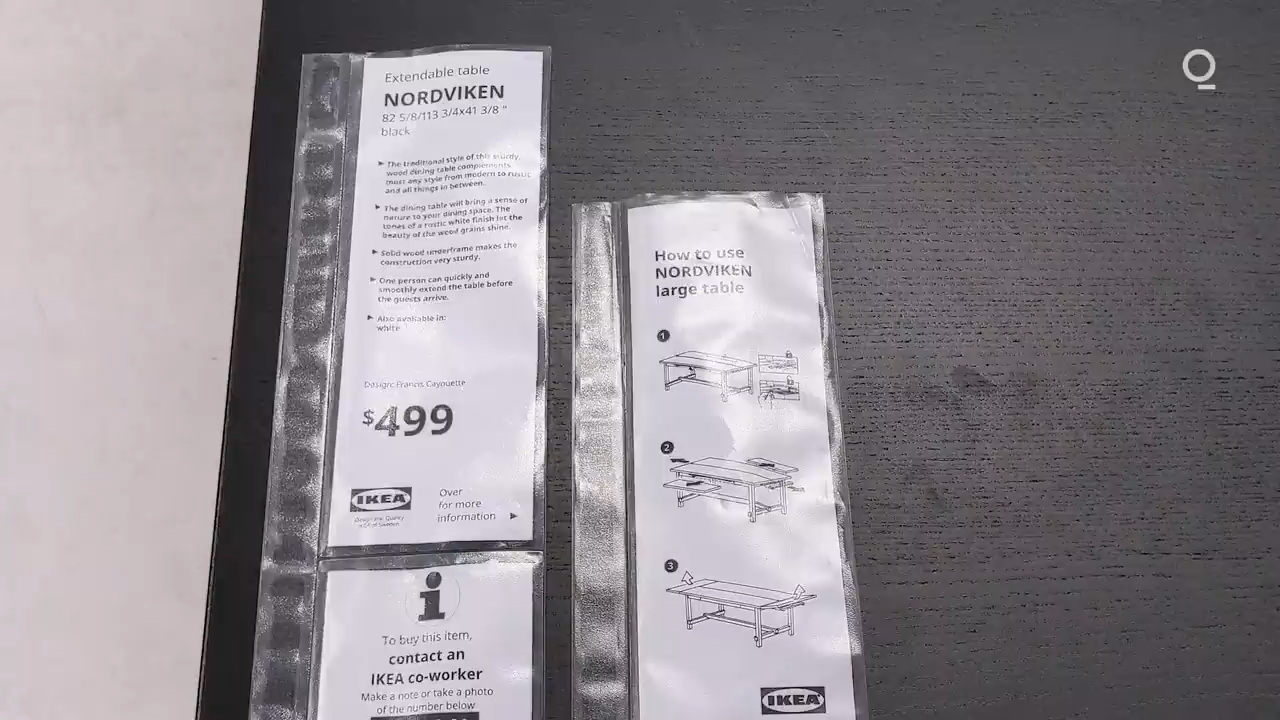 Extendable table
NORDVIKEN
82 5/8/113 3/4x41 3/8 "
black
► The traditional style of this sturdy,
wood dining table complements
most any style from modern to rustic
and all things in between.
► The dining table will bring a sense of
nature to your dining space. The
tones of a rustic white finish let the
beauty of the wood grains shine.
► Solid wood underframe makes the
construction very sturdy.
► One person can quickly and
smoothly extend the table before
the guests arrive.
► Also available in:
white
Design: Francis Cayouette
$499
IKEA
Design and Quality
IKEA of Sweden
Over
for more
information ►
i
To buy this item,
contact an
IKEA co-worker
Make a note or take a photo
of the number below
How to use
NORDVIKEN
large table
1
2
3
IKEA